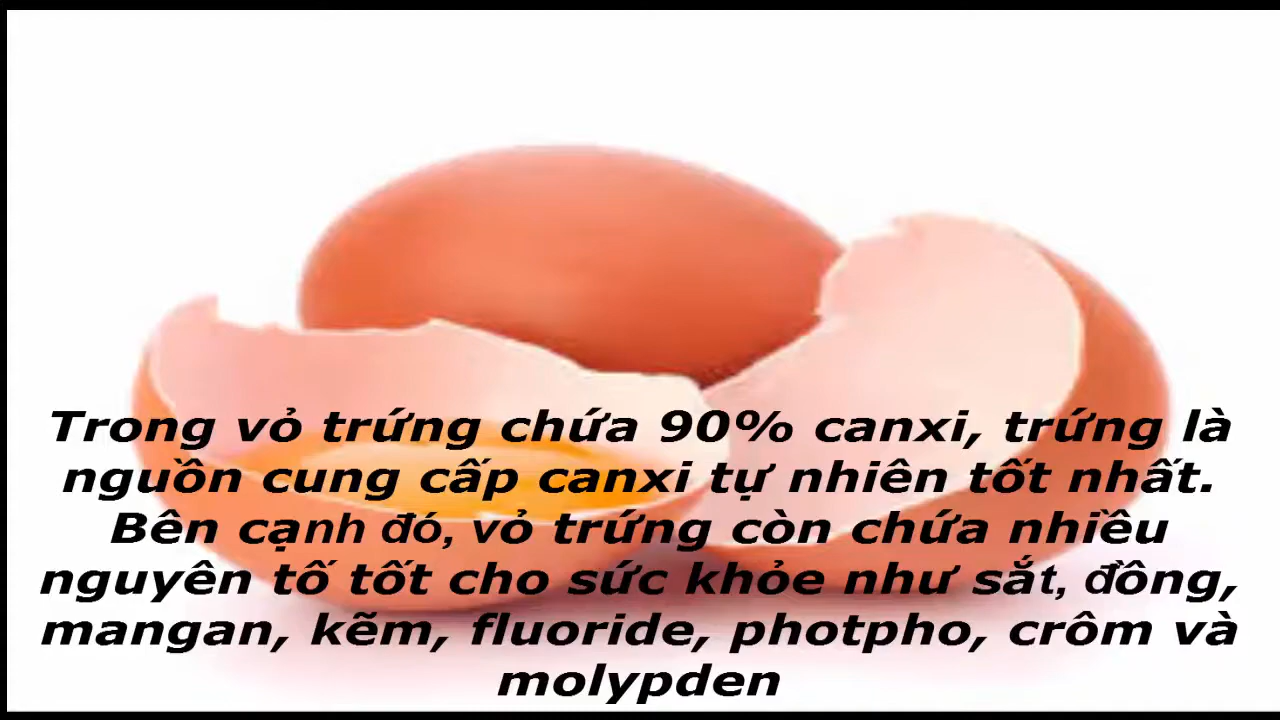 Trong vỏ trứng chứa 90% canxi, trứng là
nguồn cung cấp canxi tự nhiên tốt nhất.
Bên cạnh đó, vỏ trứng còn chứa nhiều
nguyên tố tốt cho sức khỏe như sắt, đồng,
mangan, kẽm, fluoride, photpho, crôm và
molypden